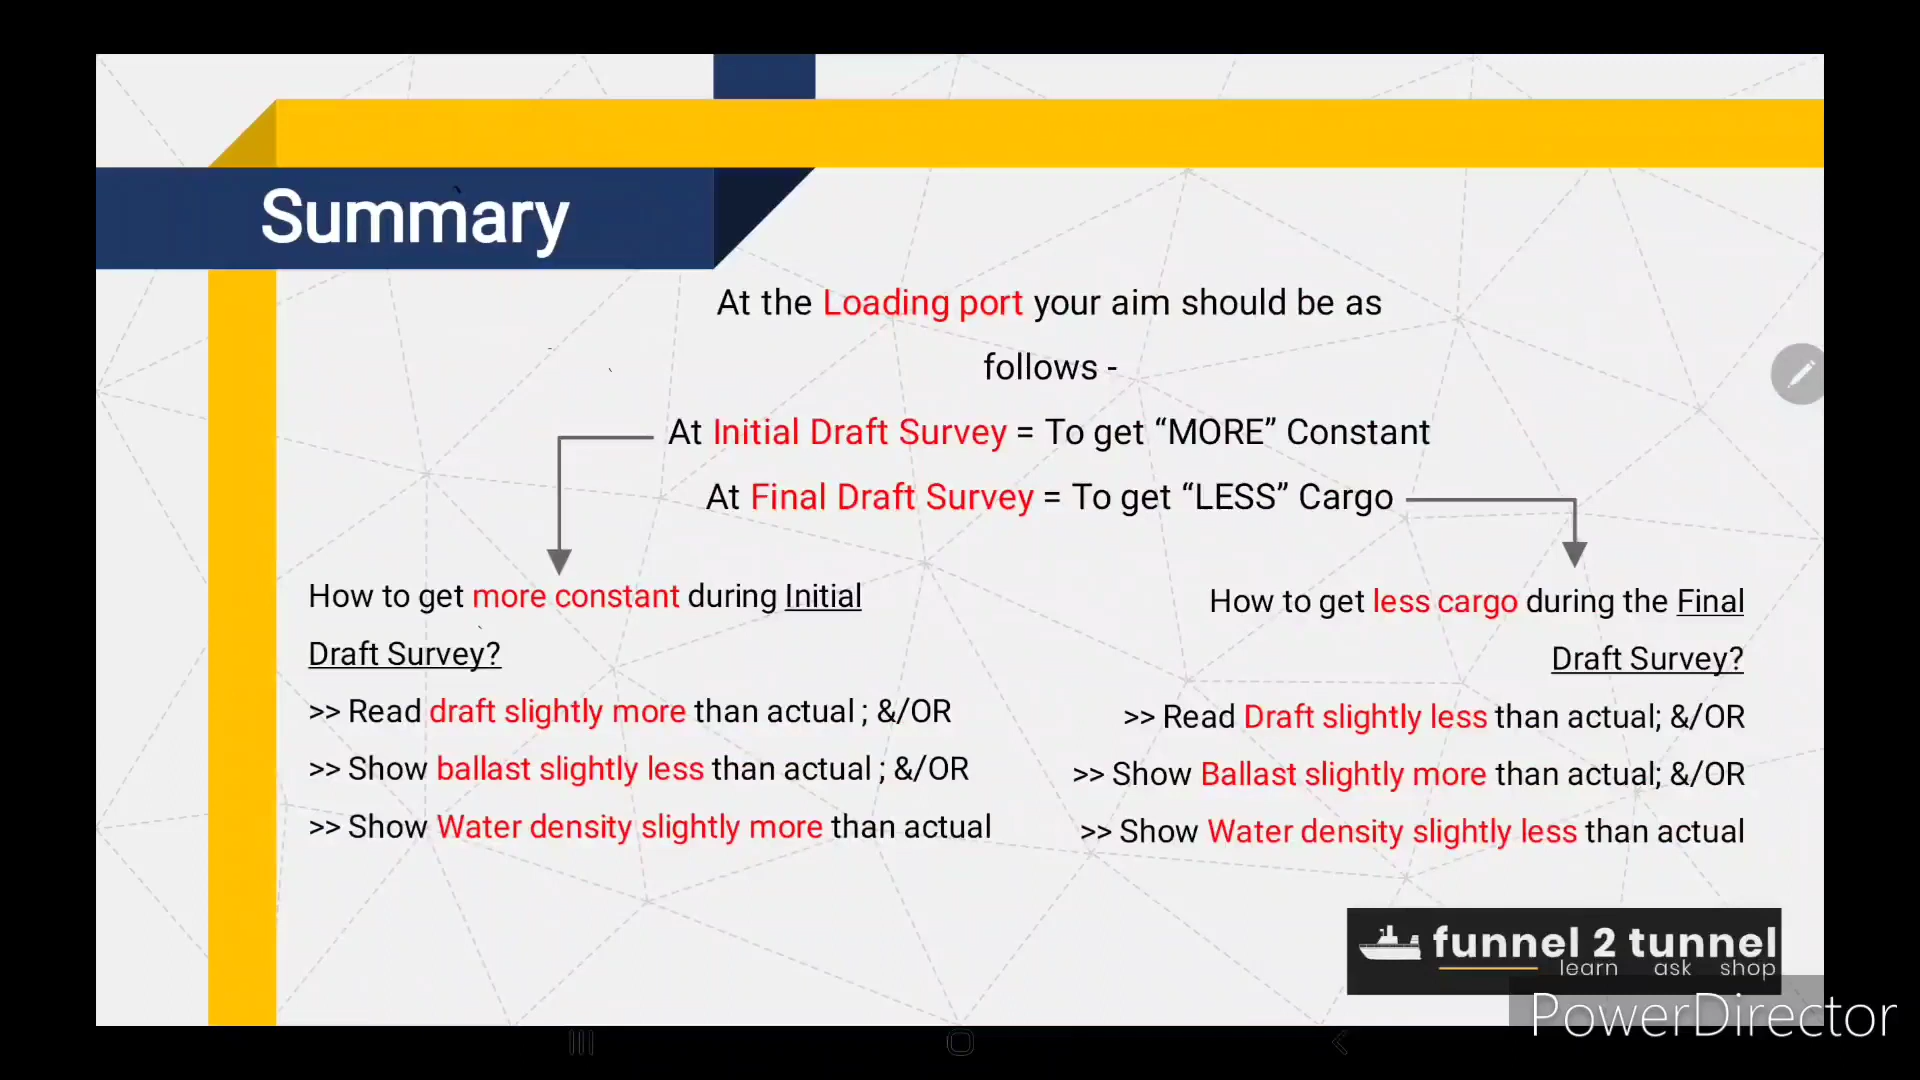 Summary
At the Loading port your aim should be as
follows -
At Initial Draft Survey = To get “MORE” Constant
At Final Draft Survey = To get “LESS” Cargo
How to get more constant during Initial
Draft Survey?
>> Read draft slightly more than actual ; &/OR
>> Show ballast slightly less than actual ; &/OR
>> Show Water density slightly more than actual
How to get less cargo during the Final
Draft Survey?
>> Read Draft slightly less than actual; &/OR
>> Show Ballast slightly more than actual; &/OR
>> Show Water density slightly less than actual
funnel 2 tunnel
learn ask shop
PowerDirector